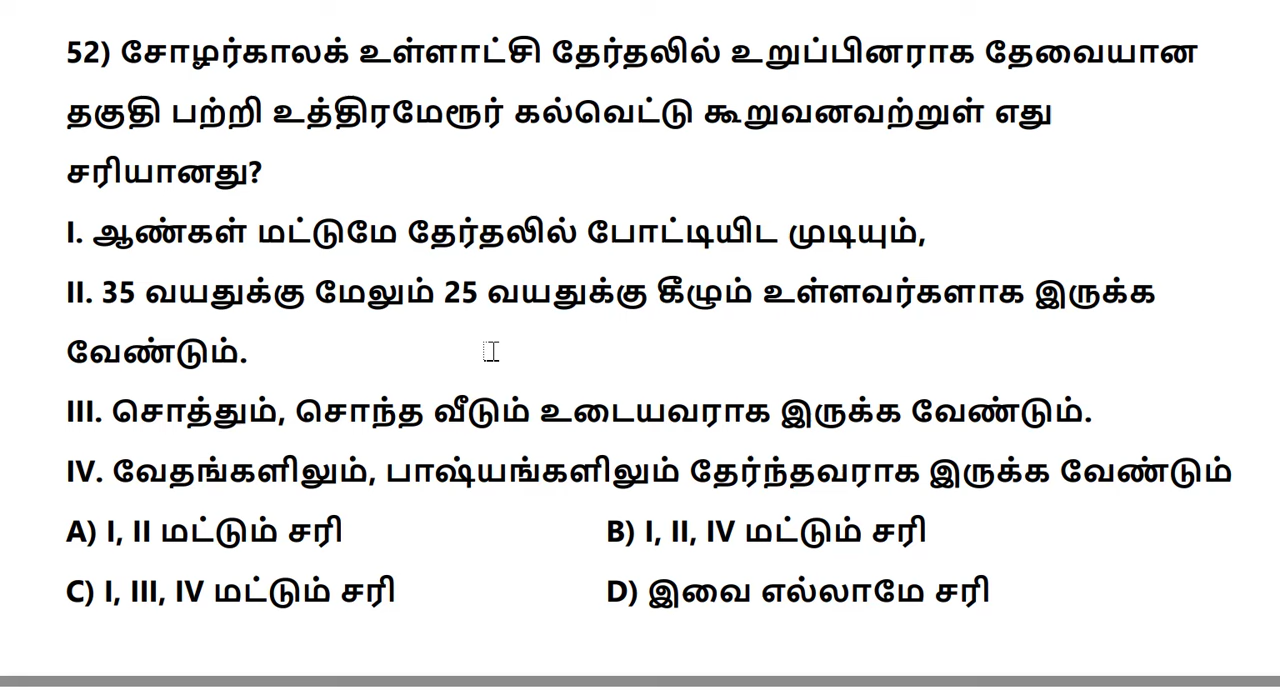 52) சோழர்காலக் உள்ளாட்சி தேர்தலில் உறுப்பினராக தேவையான
தகுதி பற்றி உத்திரமேரூர் கல்வெட்டு கூறுவனவற்றுள் எது
சரியானது?
I. ஆண்கள் மட்டுமே தேர்தலில் போட்டியிட முடியும்,
II. 35 வயதுக்கு மேலும் 25 வயதுக்கு கீழும் உள்ளவர்களாக இருக்க
வேண்டும்.
III. சொத்தும், சொந்த வீடும் உடையவராக இருக்க வேண்டும்.
IV. வேதங்களிலும், பாஷ்யங்களிலும் தேர்ந்தவராக இருக்க வேண்டும்
A) I, II மட்டும் சரி B) I, II, IV மட்டும் சரி
C) I, III, IV மட்டும் சரி D) இவை எல்லாமே சரி